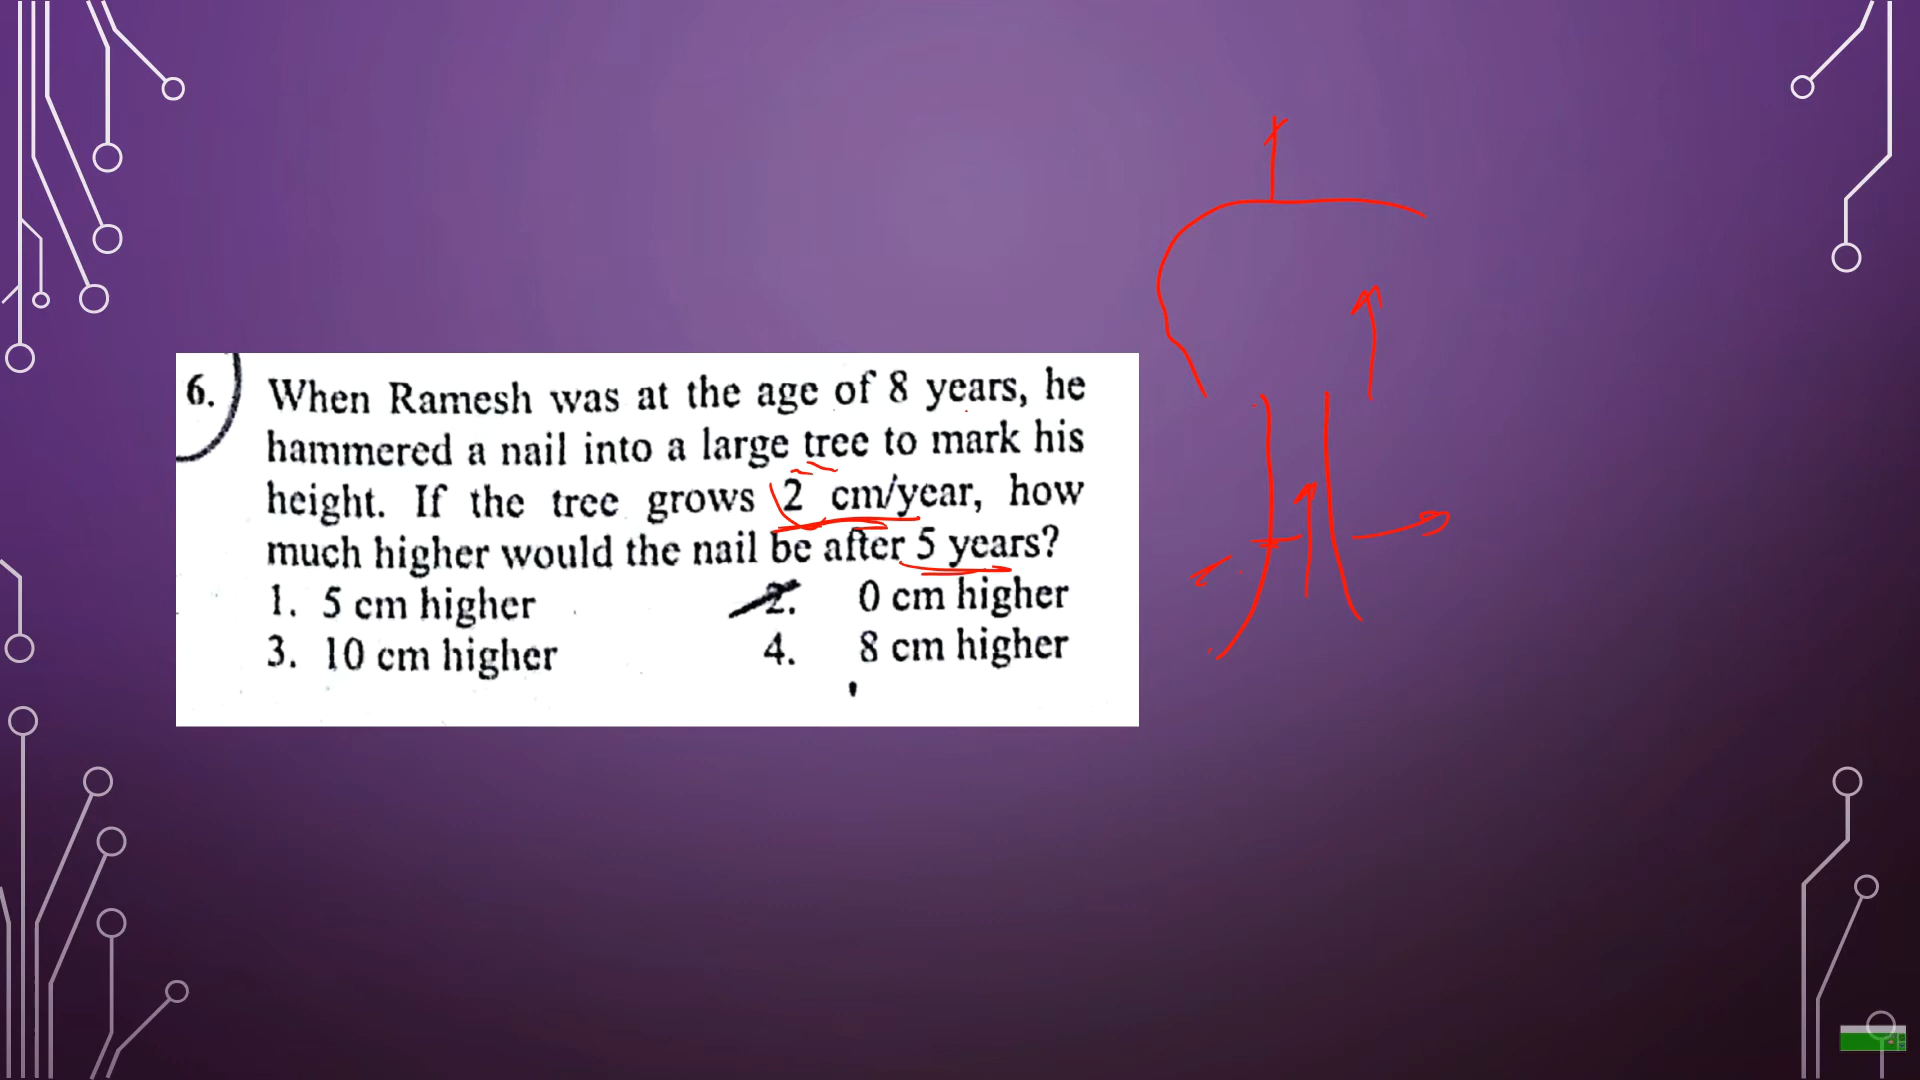 6. When Ramesh was at the age of 8 years, he
hammered a nail into a large tree to mark his
height. If the tree grows 2 cm/year, how
much higher would the nail be after 5 years?
1. 5 cm higher 2. 0 cm higher
3. 10 cm higher 4. 8 cm higher